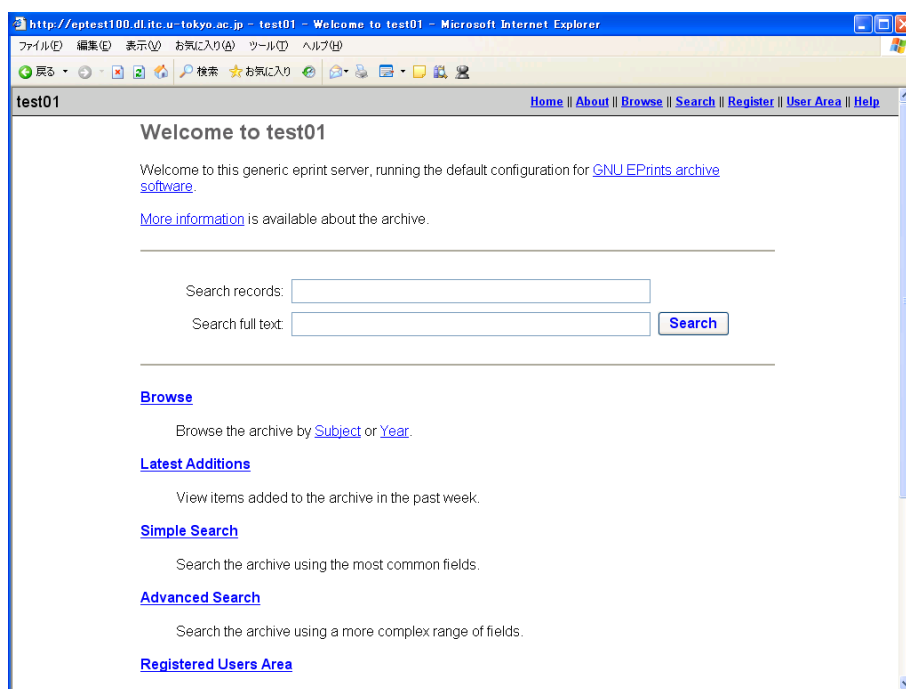 http://eptest100.dl.itc.u-tokyo.ac.jp - test01 - Welcome to test01 - Microsoft Internet Explorer
ファイル(F) 編集(E) 表示(V) お気に入り(A) ツール(T) ヘルプ(H)
戻る 検索 お気に入り
test01 Home || About || Browse || Search || Register || User Area || Help
Welcome to test01
Welcome to this generic eprint server, running the default configuration for GNU EPrints archive
software.
More information is available about the archive.
Search records:
Search full text: Search
Browse
Browse the archive by Subject or Year.
Latest Additions
View items added to the archive in the past week.
Simple Search
Search the archive using the most common fields.
Advanced Search
Search the archive using a more complex range of fields.
Registered Users Area